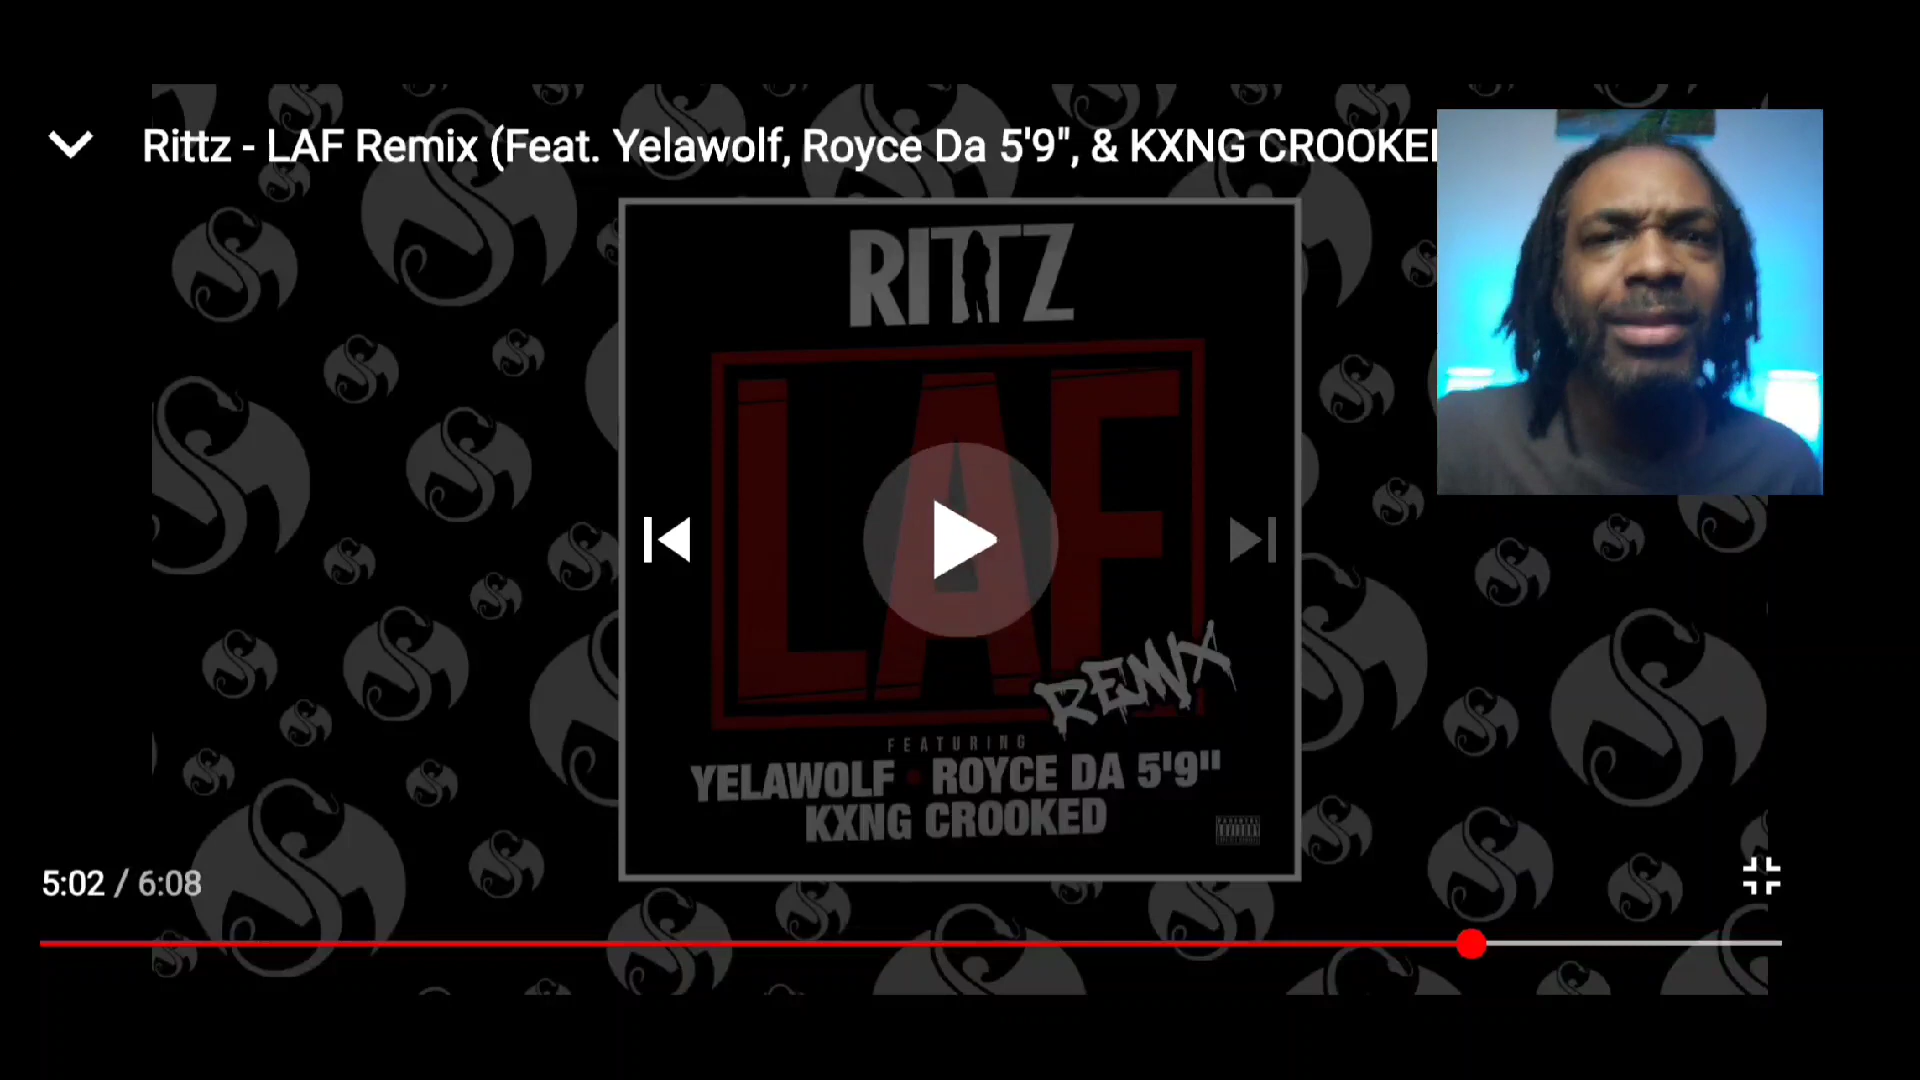 Rittz - LAF Remix (Feat. Yelawolf, Royce Da 5'9", & KXNG CROOKED
RITTZ
LAF
REMIX
FEATURING
YELAWOLF • ROYCE DA 5'9"
KXNG CROOKED
5:02 / 6:08